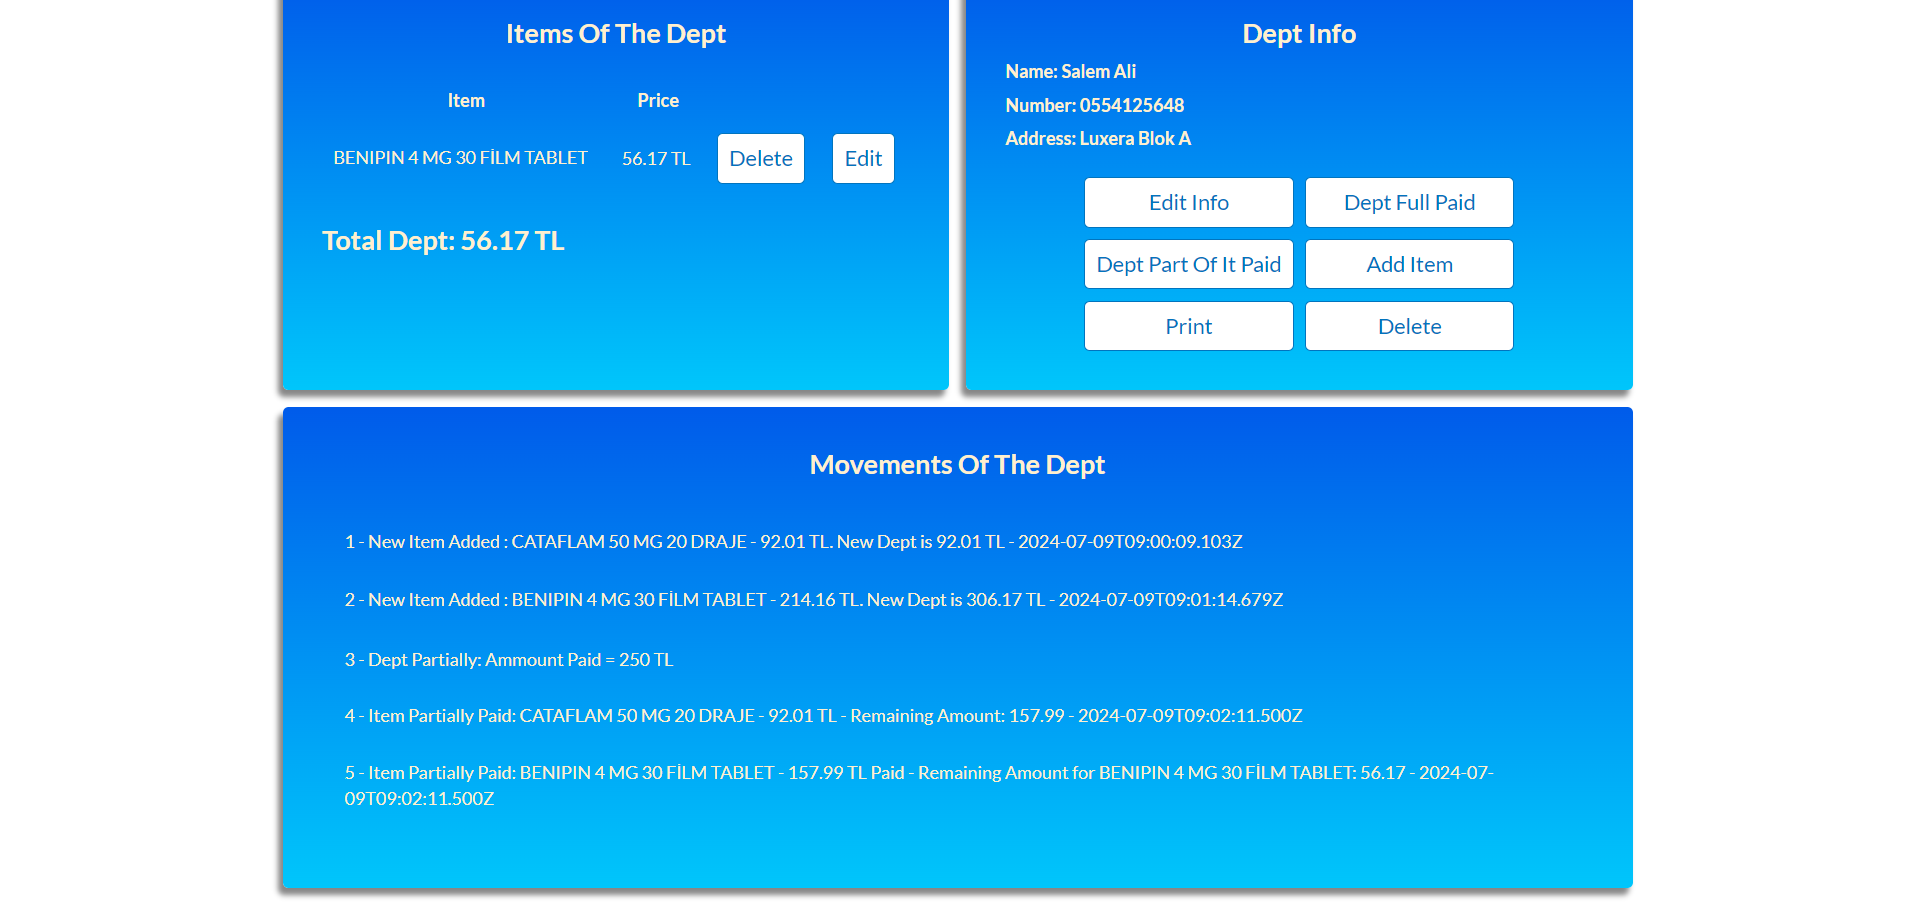 Items Of The Dept
Item Price
BENIPIN 4 MG 30 FİLM TABLET 56.17 TL Delete Edit
Total Dept: 56.17 TL
Dept Info
Name: Salem Ali
Number: 0554125648
Address: Luxera Blok A
Edit Info Dept Full Paid
Dept Part Of It Paid Add Item
Print Delete
Movements Of The Dept
1 - New Item Added : CATAFLAM 50 MG 20 DRAJE - 92.01 TL. New Dept is 92.01 TL - 2024-07-09T09:00:09.103Z
2 - New Item Added : BENIPIN 4 MG 30 FİLM TABLET - 214.16 TL. New Dept is 306.17 TL - 2024-07-09T09:01:14.679Z
3 - Dept Partially: Ammount Paid = 250 TL
4 - Item Partially Paid: CATAFLAM 50 MG 20 DRAJE - 92.01 TL - Remaining Amount: 157.99 - 2024-07-09T09:02:11.500Z
5 - Item Partially Paid: BENIPIN 4 MG 30 FİLM TABLET - 157.99 TL Paid - Remaining Amount for BENIPIN 4 MG 30 FİLM TABLET: 56.17 - 2024-07-
09T09:02:11.500Z